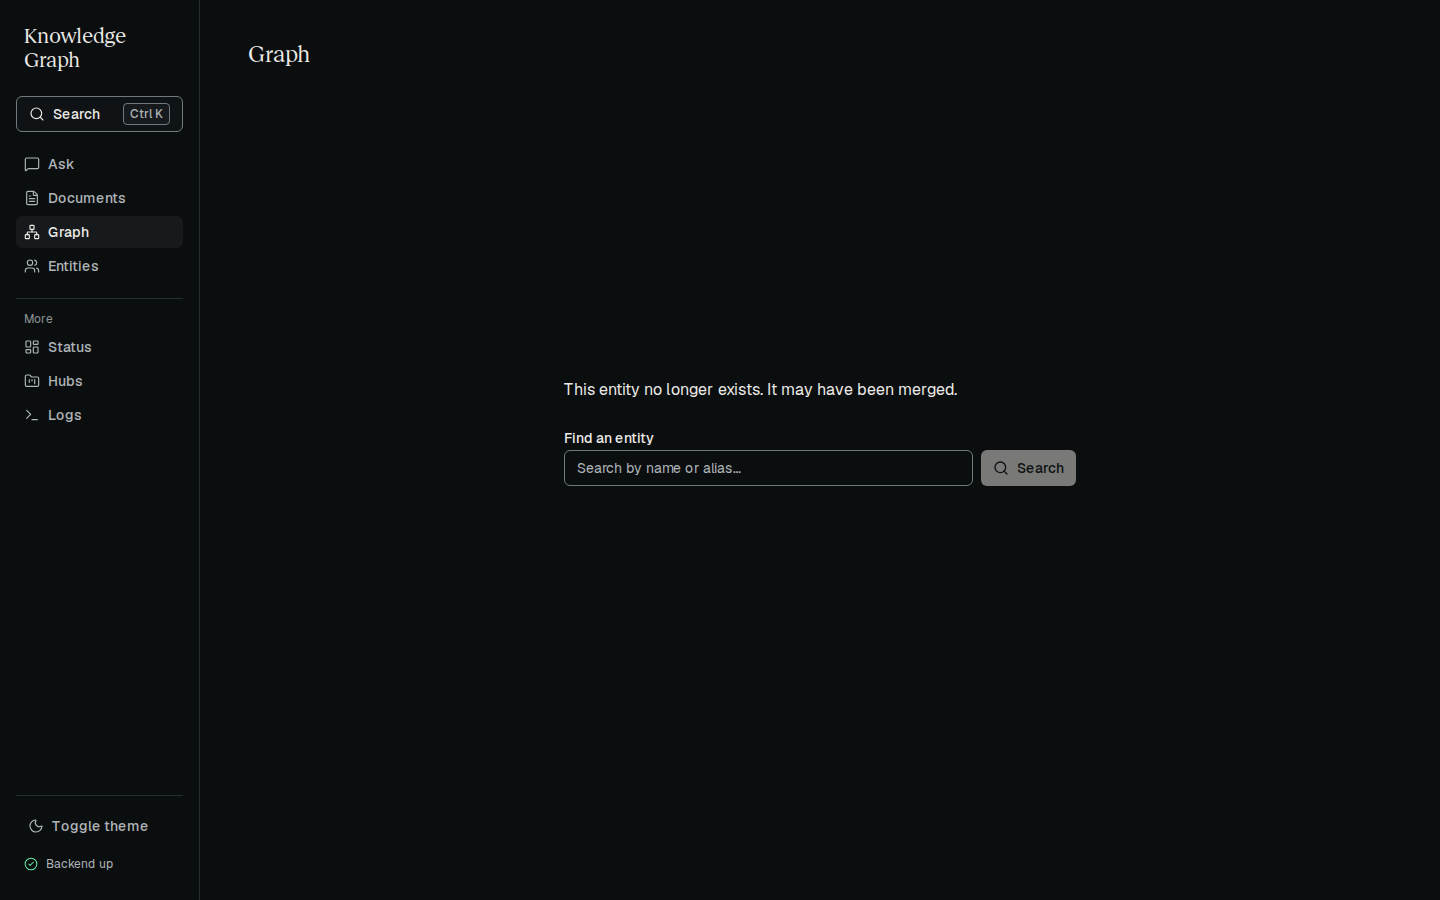 Knowledge
Graph
Search Ctrl K
Ask
Documents
Graph
Entities
More
Status
Hubs
Logs
Toggle theme
Backend up
Graph
This entity no longer exists. It may have been merged.
Find an entity
Search by name or alias…
Search